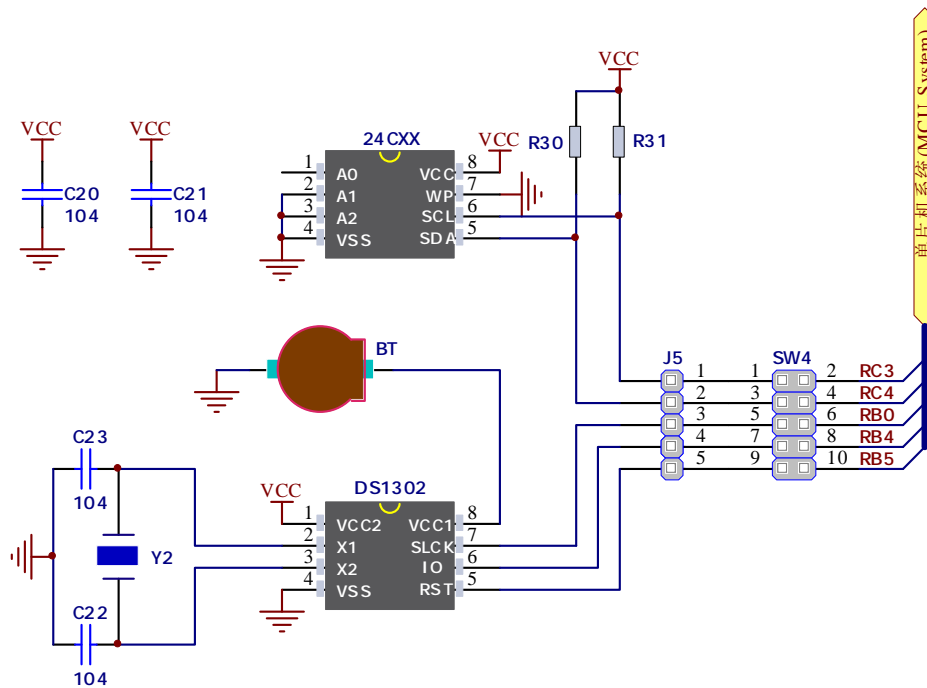 VCC
VCC VCC
C20 C21
104 104
24CXX
1 A0 VCC 8
2 A1 WP 7
3 A2 SCL 6
4 VSS SDA 5
VCC
R30 R31
VCC
BT
J5 SW4
1 1 2 RC3
2 3 4 RC4
3 5 6 RB0
4 7 8 RB4
5 9 10 RB5
C23
104
Y2
C22
104
VCC
DS1302
1 VCC2 VCC1 8
2 X1 SLCK 7
3 X2 IO 6
4 VSS RST 5
单片机系统(MCU System)